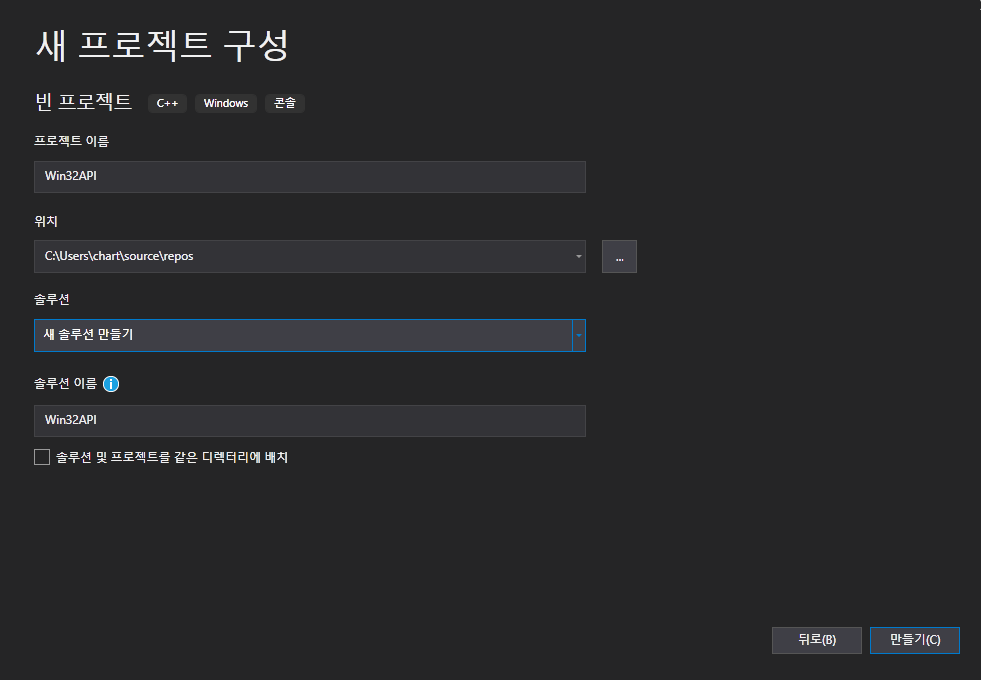 새 프로젝트 구성
빈 프로젝트 C++ Windows 콘솔
프로젝트 이름
Win32API
위치
C:\Users\chart\source\repos
...
솔루션
새 솔루션 만들기
솔루션 이름
Win32API
솔루션 및 프로젝트를 같은 디렉터리에 배치
뒤로(B) 만들기(C)